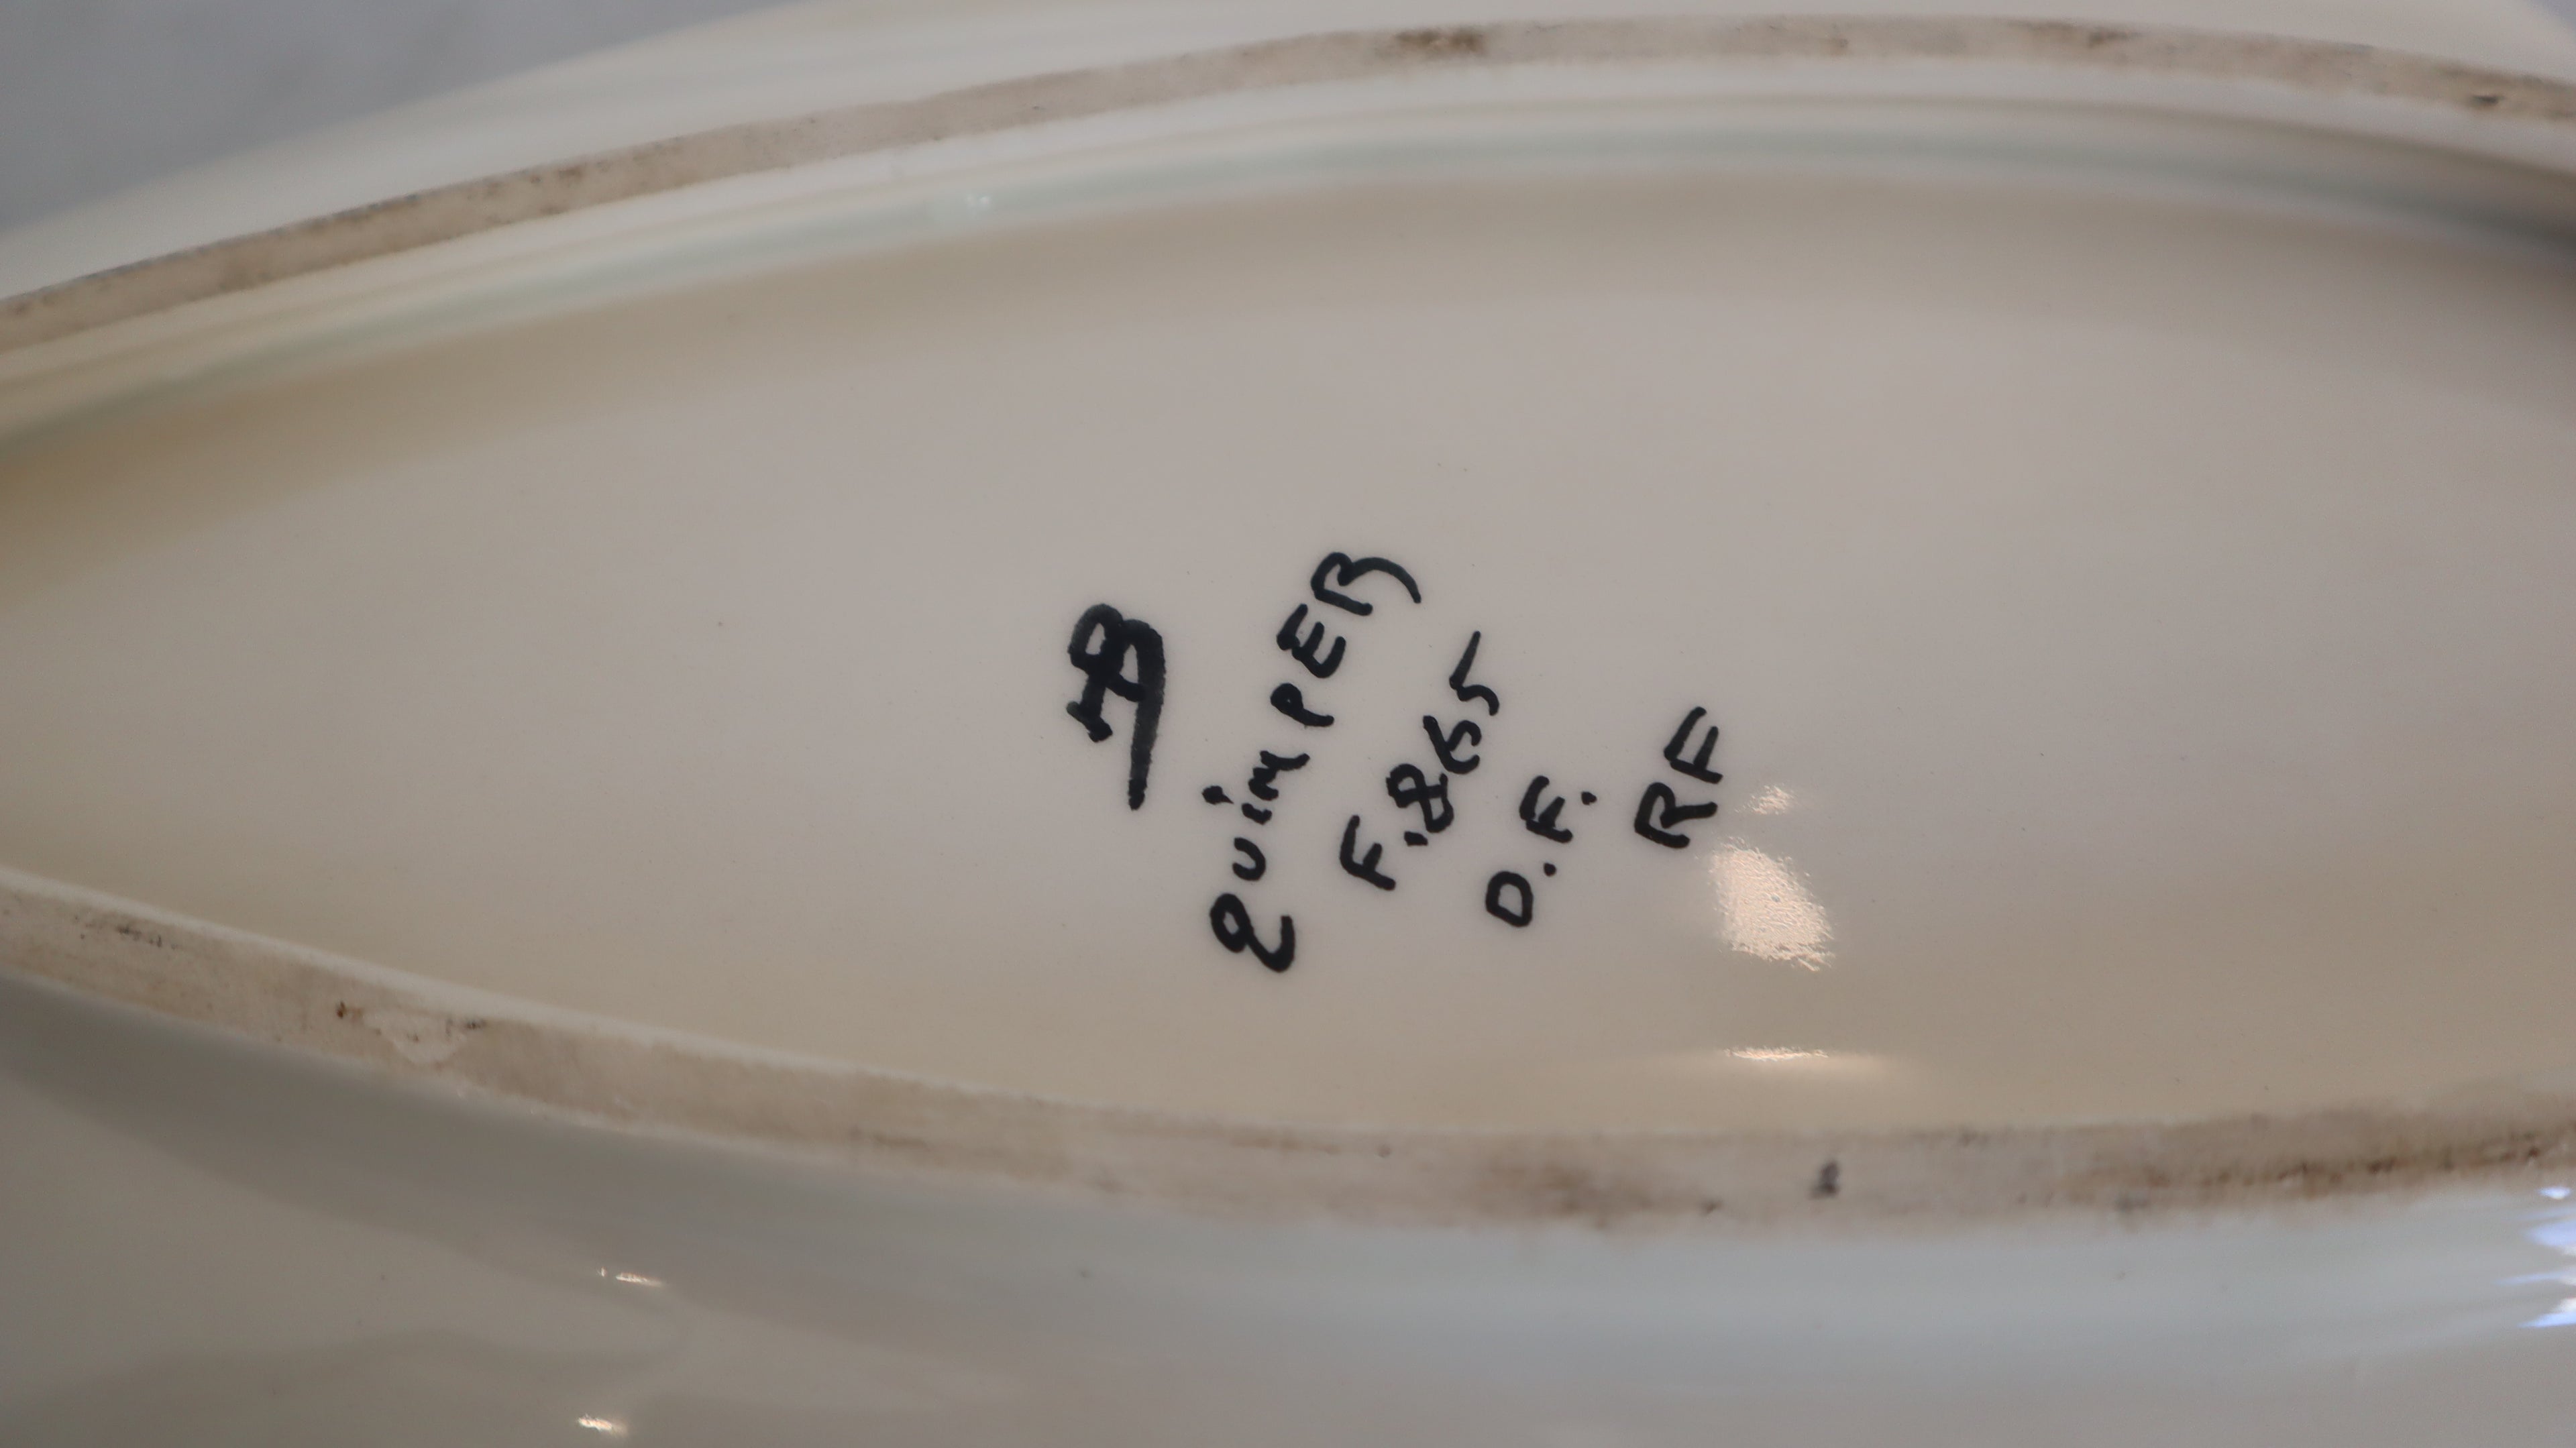 HB
QUimPER
F.865
D.F.
RF